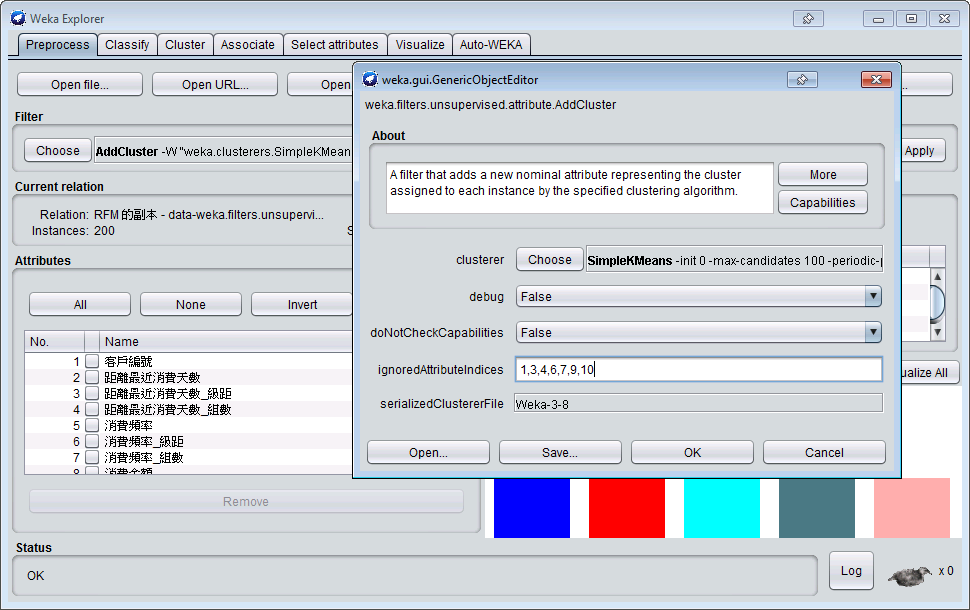 Weka Explorer
Preprocess Classify Cluster Associate Select attributes Visualize Auto-WEKA
Open file... Open URL... Open
Filter
Choose AddCluster -W "weka.clusterers.SimpleKMean
Apply
Current relation
Relation: RFM的副本 - data-weka.filters.unsupervi...
Instances: 200
Attributes
All None Invert
No. Name
1 客戶編號
2 距離最近消費天數
3 距離最近消費天數_級距
4 距離最近消費天數_組數
5 消費頻率
6 消費頻率_級距
7 消費頻率_組數
8 消費金額
Remove
ualize All
Status
OK
Log
x 0
weka.gui.GenericObjectEditor
weka.filters.unsupervised.attribute.AddCluster
About
A filter that adds a new nominal attribute representing the cluster
assigned to each instance by the specified clustering algorithm.
More
Capabilities
clusterer Choose SimpleKMeans -init 0 -max-candidates 100 -periodic-p
debug False
doNotCheckCapabilities False
ignoredAttributeIndices 1,3,4,6,7,9,10
serializedClustererFile Weka-3-8
Open... Save... OK Cancel